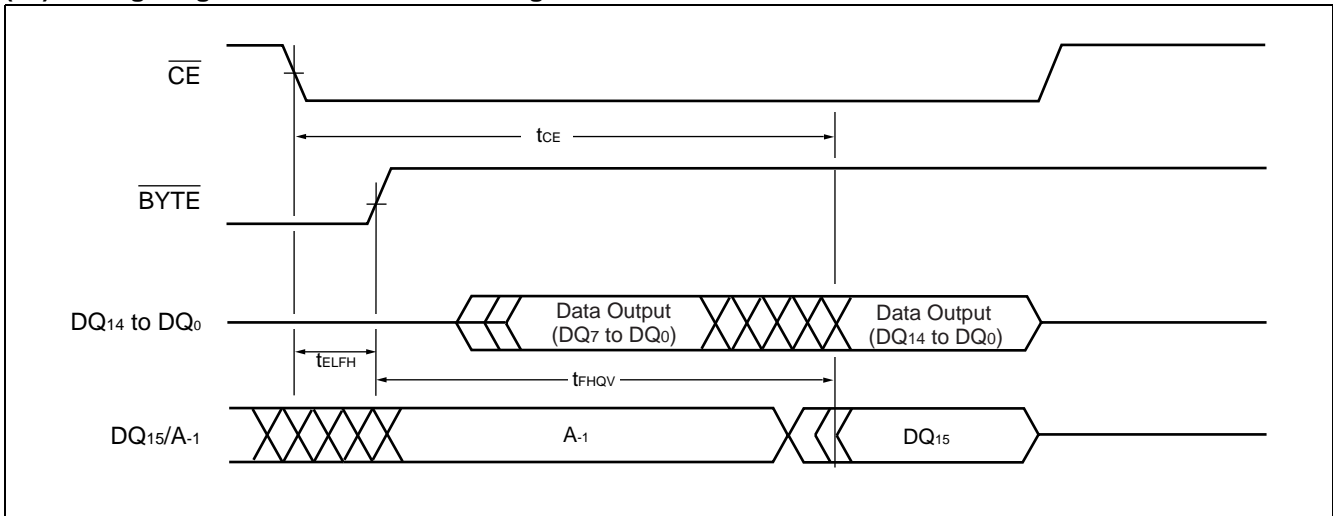 CE
tCE
BYTE
DQ14 to DQ0
Data Output
(DQ7 to DQ0)
Data Output
(DQ14 to DQ0)
tELFH
tFHQV
DQ15/A-1
A-1
DQ15